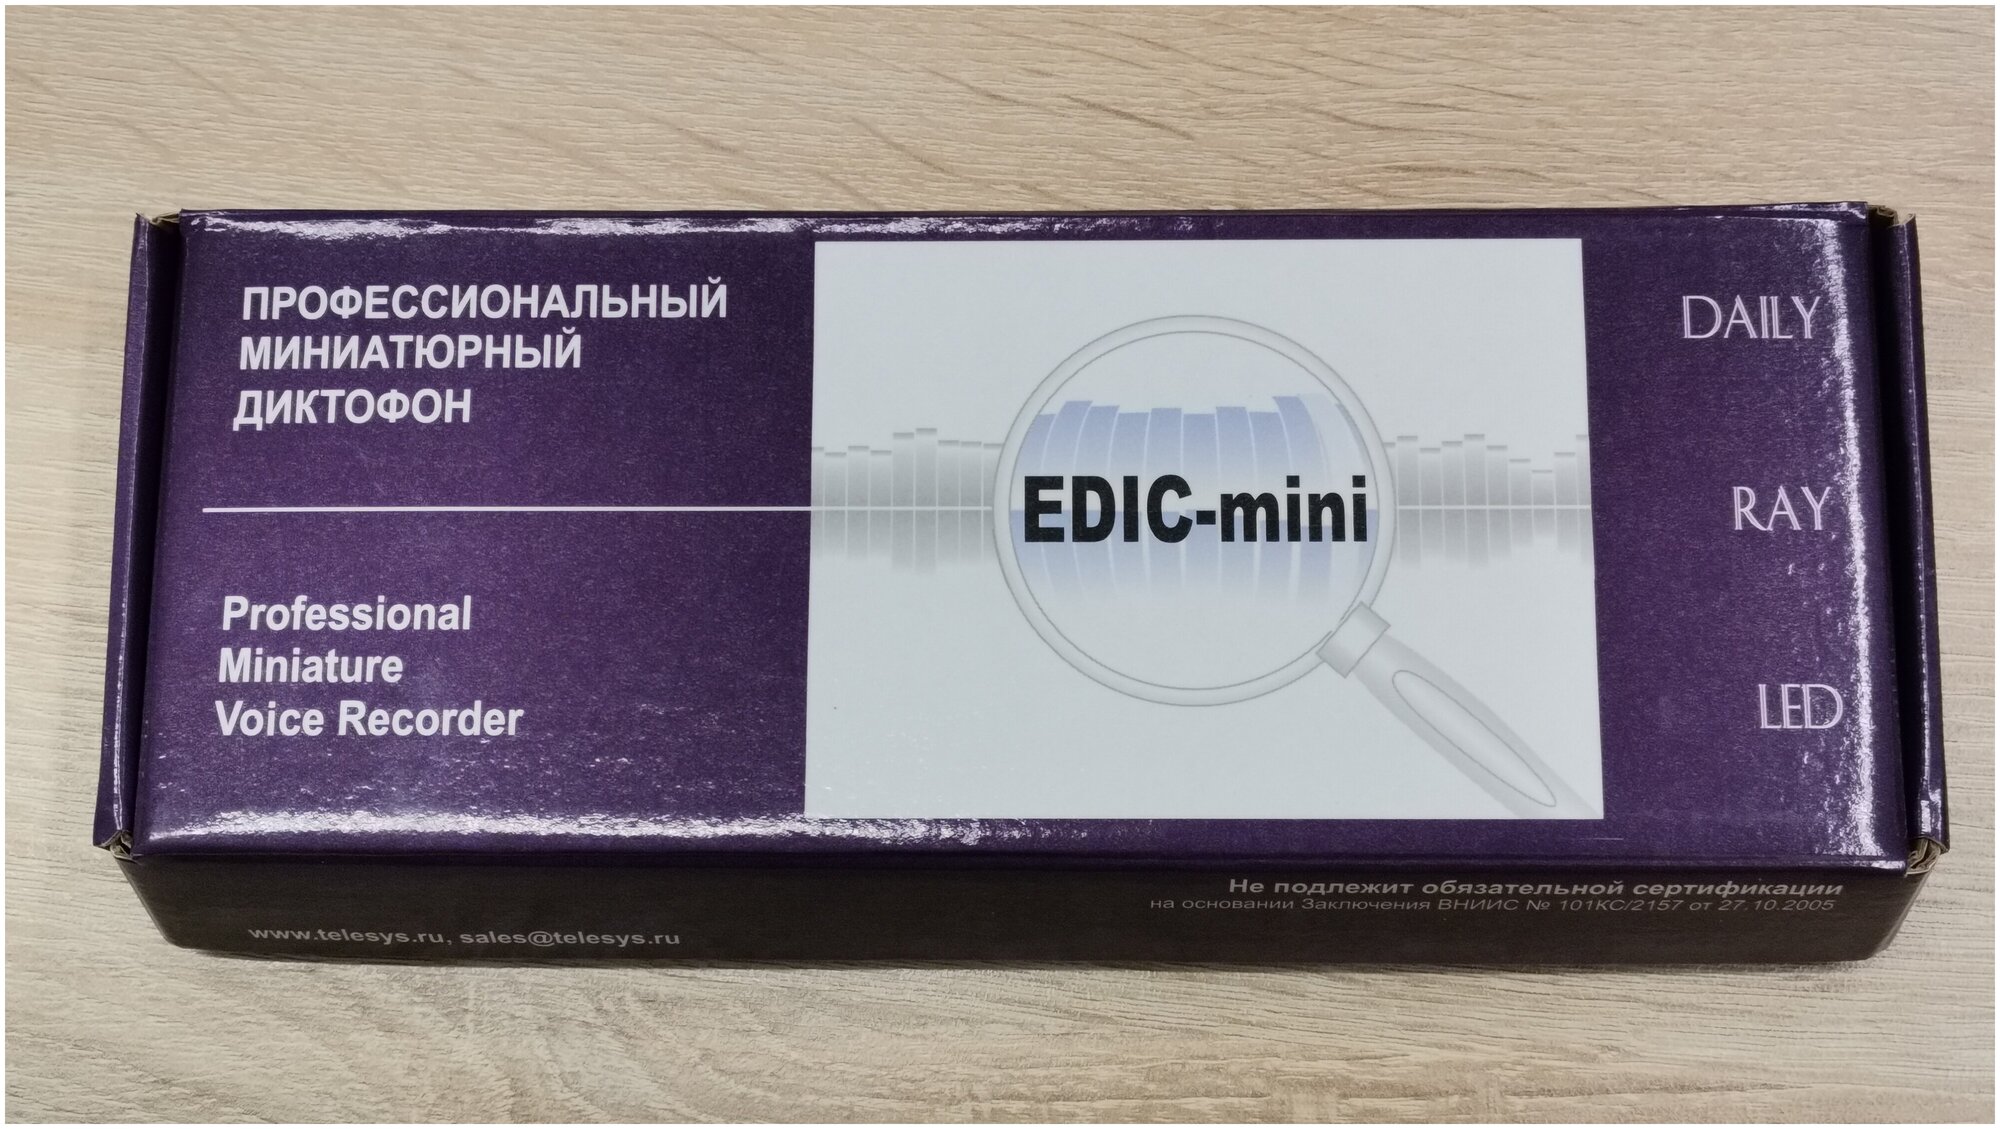 ПРОФЕССИОНАЛЬНЫЙ
МИНИАТЮРНЫЙ
ДИКТОФОН
Professional
Miniature
Voice Recorder
EDIC-mini
DAILY
RAY
LED
Не подлежит обязательной сертификации
на основании Заключения ВНИИС № 101КС/2157 от 27.10.2005
www.telesys.ru, sales@telesys.ru